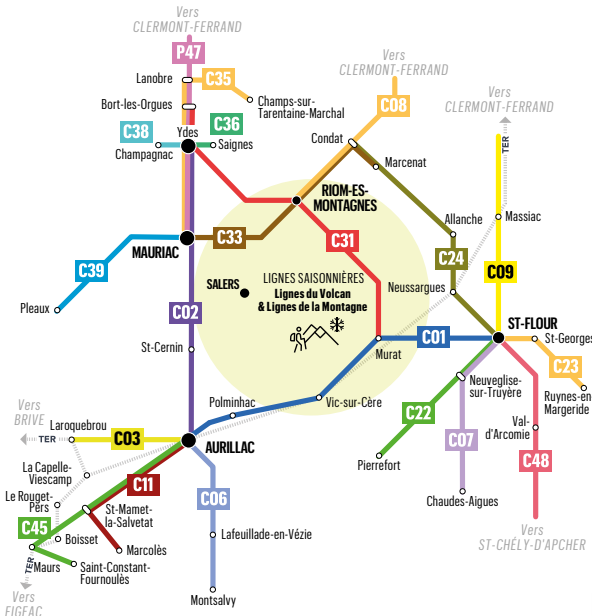 Vers
CLERMONT-FERRAND
P47
Lanobre
C35
Bort-les-Orgues
Champs-sur-
Tarentaine-Marchal
Vers
CLERMONT-FERRAND
C08
Vers
CLERMONT-FERRAND
TER
C38
Ydes
C36
Champagnac
Saignes
Condat
Marcenat
RIOM-ES-
MONTAGNES
Allanche
Massiac
MAURIAC
C33
C31
C24
C39
C09
Neussargues
Pleaux
SALERS
LIGNES SAISONNIÈRES
Lignes du Volcan
& Lignes de la Montagne
C02
ST-FLOUR
C01
St-Georges
St-Cernin
Murat
C23
Ruynes-en-
Margeride
Neuveglise-
sur-Truyère
Polminhac
Vic-sur-Cère
C22
Vers
BRIVE
Laroquebrou
TER
C03
AURILLAC
C07
Val-
d'Arcomie
Pierrefort
C48
La Capelle-
Viescamp
C11
C06
Chaudes-Aigues
Le Rouget-
Pers
St-Mamet-
la-Salvetat
C45
Boisset
Marcolès
Lafeuillade-en-Vézie
Vers
ST-CHÉLY-D'APCHER
TER
Maurs
Saint-Constant-
Fournoulès
Vers
FIGEAC
Montsalvy